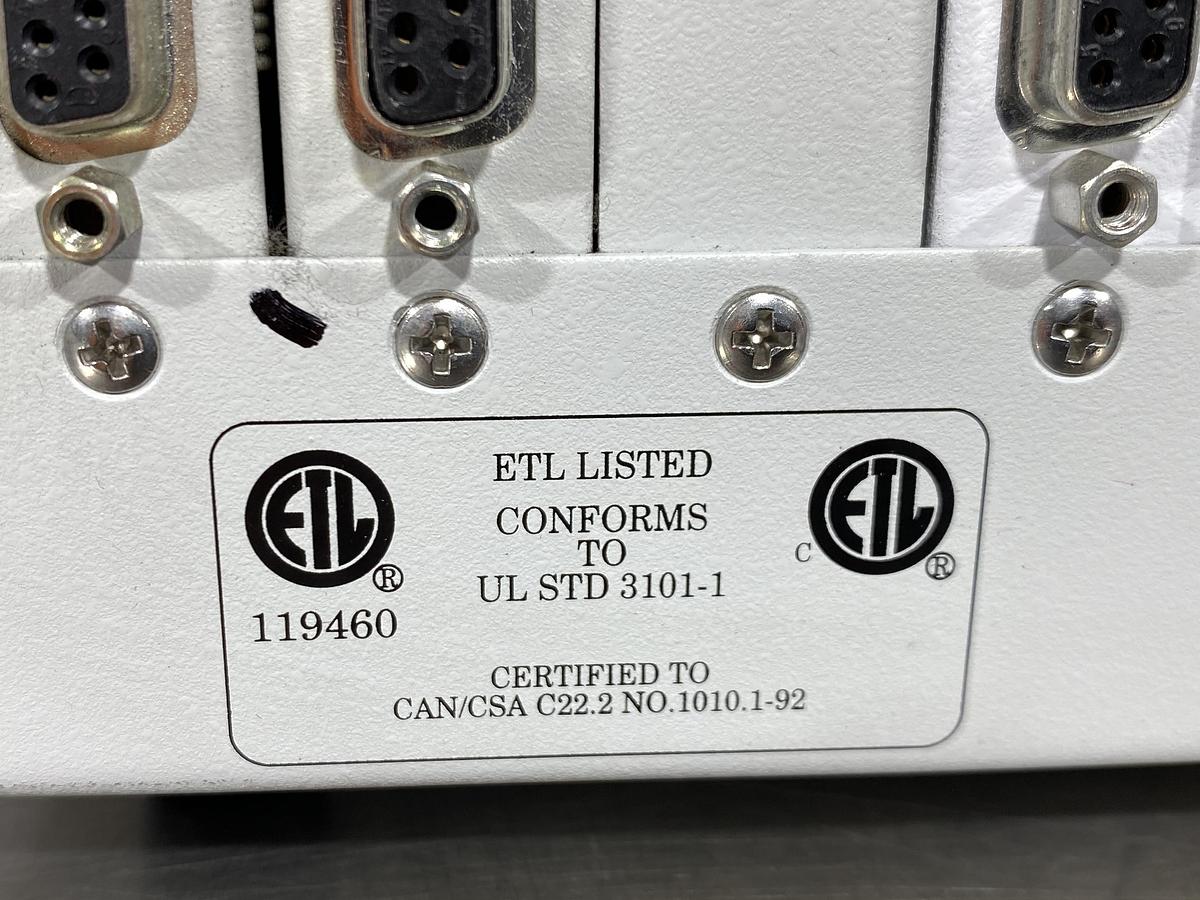 ETL LISTED
CONFORMS
TO
UL STD 3101-1
ETL
®
119460
C
ETL
®
CERTIFIED TO
CAN/CSA C22.2 NO.1010.1-92